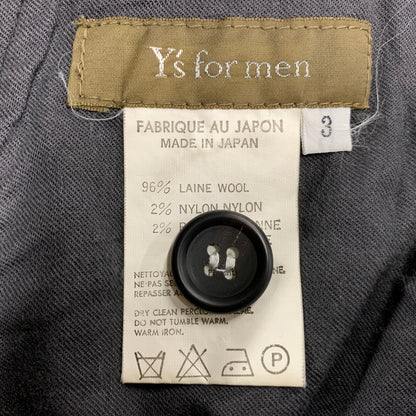 Y's for men
3
FABRIQUE AU JAPON
MADE IN JAPAN
96% LAINE WOOL
2% NYLON NYLON
2%
NE PAS SE
REPASSER
DRY CLEAN PERCLO
DO NOT TUMBLE WARM.
WARM IRON.
P